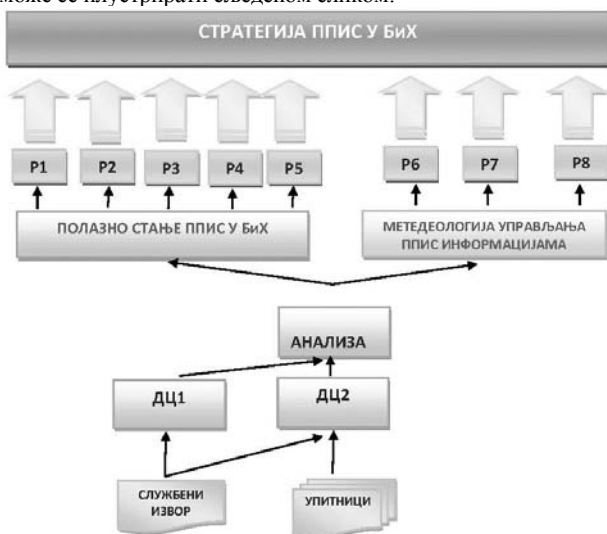 може се илустрирати сљедећом сликом:
СТРАТЕГИЈА ППИС У БиХ
Р1 Р2 Р3 Р4 Р5 Р6 Р7 Р8
ПОЛАЗНО СТАЊЕ ППИС У БиХ
МЕТЕДЕОЛОГИЈА УПРАВЉАЊА
ППИС ИНФОРМАЦИЈАМА
АНАЛИЗА
ДЦ1 ДЦ2
СЛУЖБЕНИ
ИЗВОР
УПИТНИЦИ